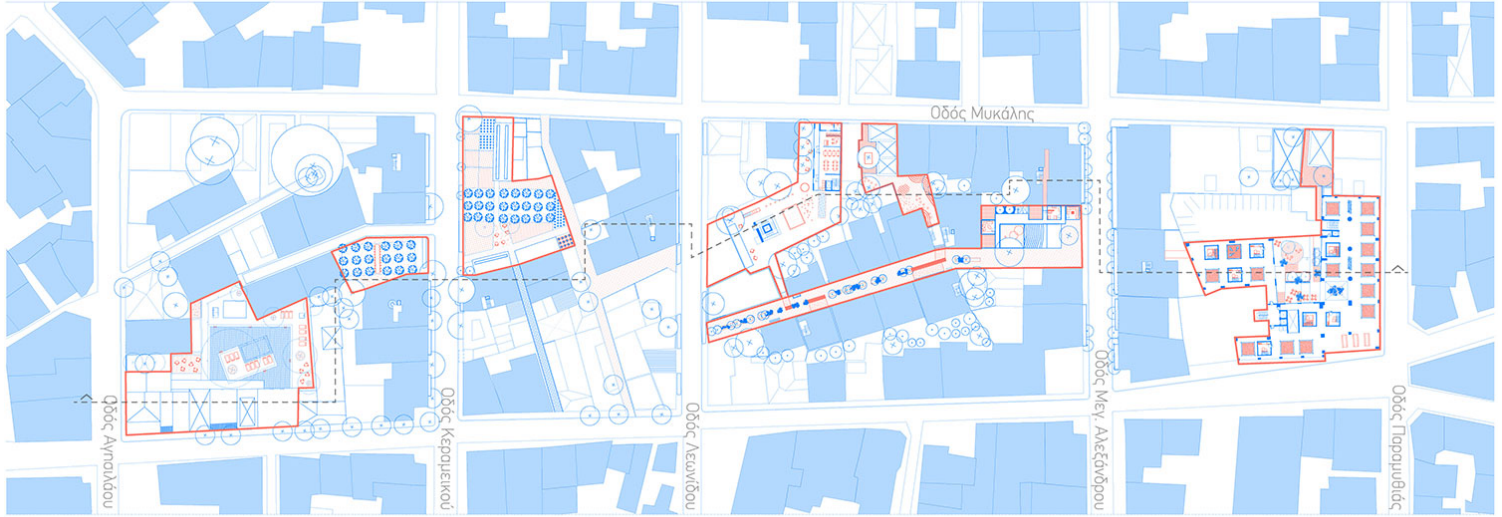 Οδός Μυκάλης
Οδός Αγησιλάου
Οδός Κεραμεικού
Οδός Λεωνίδου
Οδός Μεγ Αλεξάνδρου
Οδός Παραμυθιάς